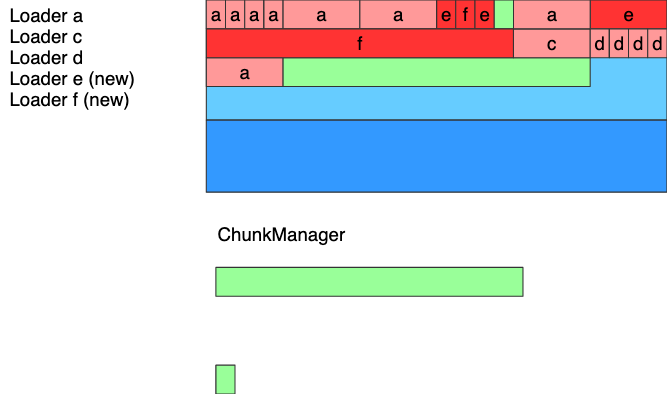 Loader a
Loader c
Loader d
Loader e (new)
Loader f (new)
a a a a a a e f e a e
f c d d d d
a
ChunkManager